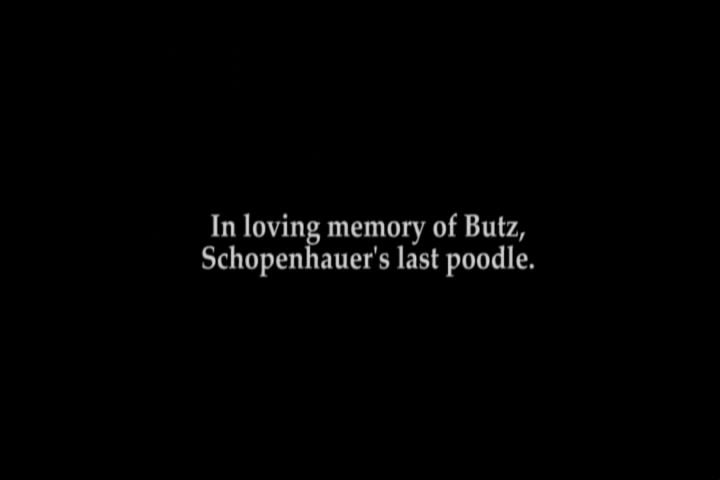 In loving memory of Butz,
Schopenhauer's last poodle.